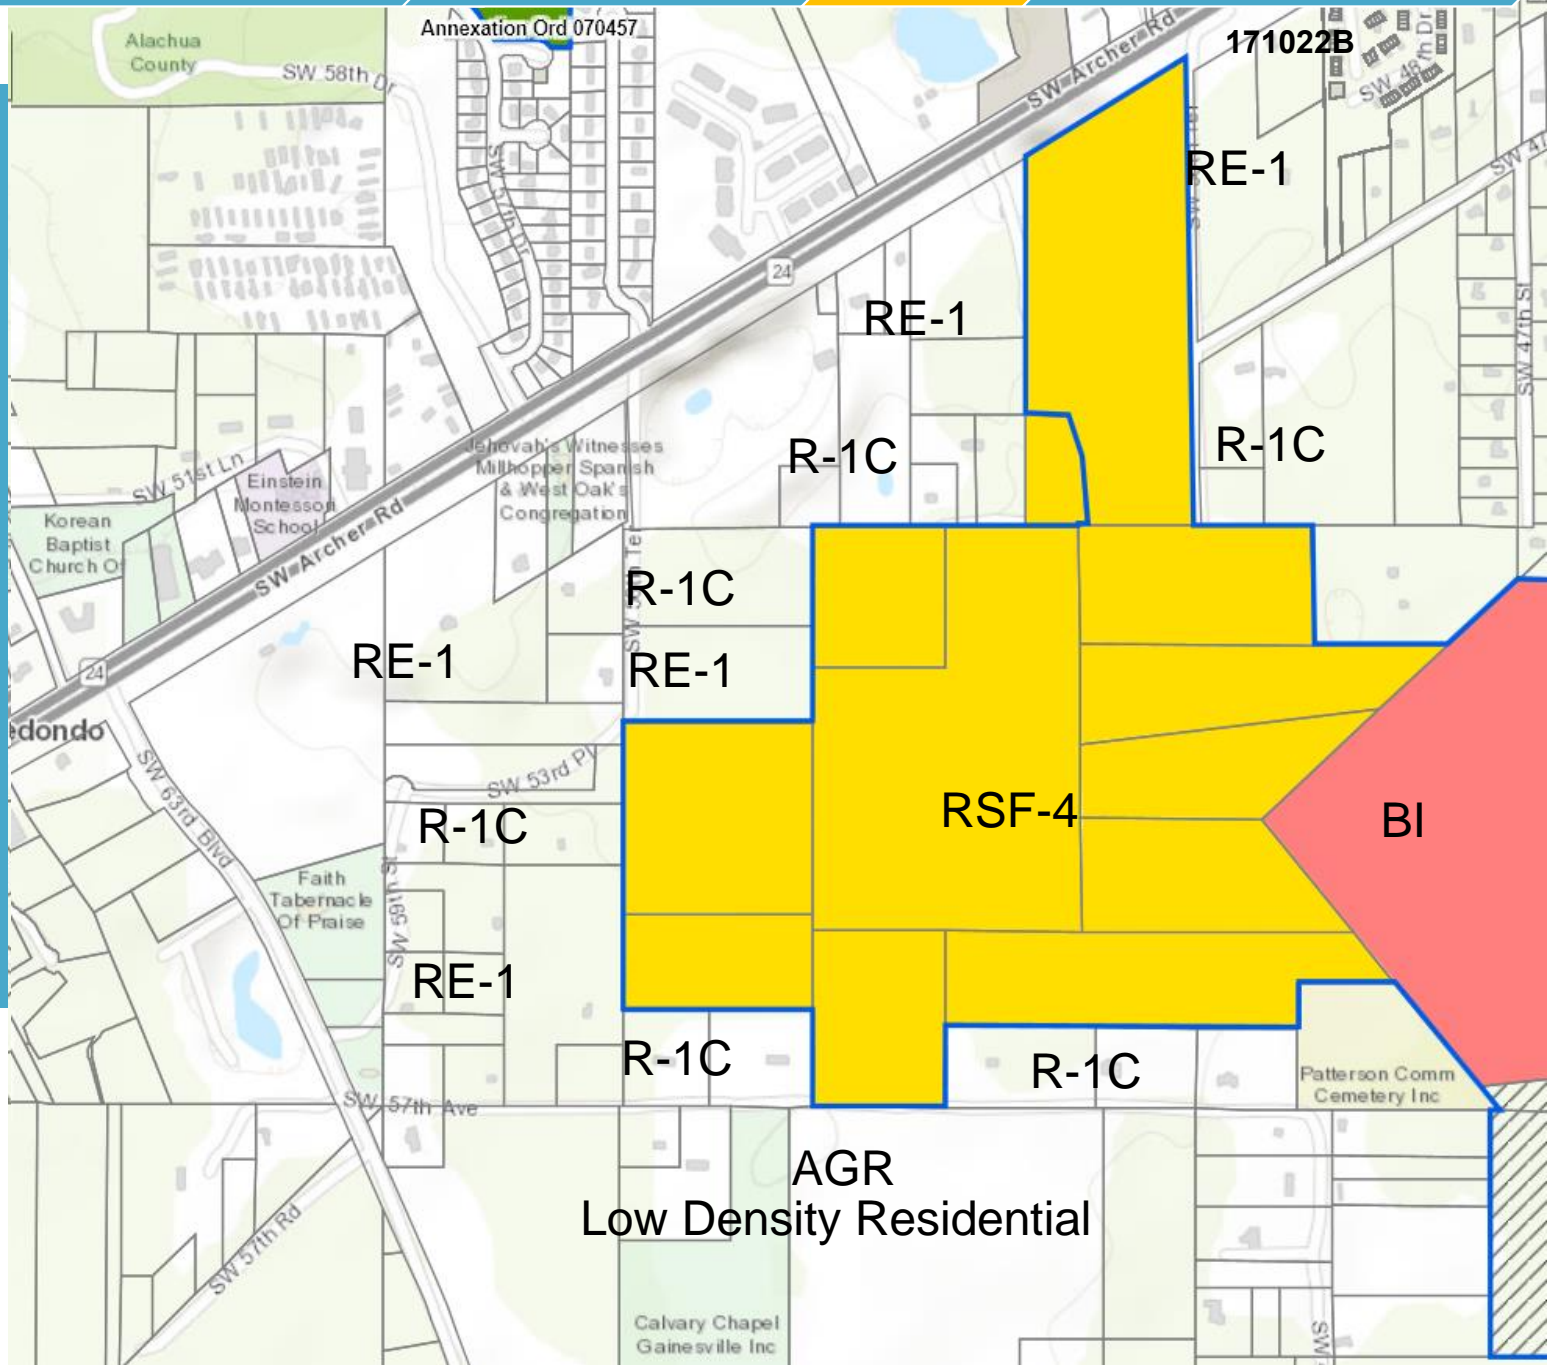 Annexation Ord 070457
171022B
Alachua
County
SW 58th Dr
SW Archer Rd
SW 57th Dr
RE-1
24
RE-1
SW 47th St
R-1C
R-1C
Jehovah's Witnesses
Millhopper Spanish
& West Oak's
Congregation
SW 51st Ln
Einstein
Montessori
School
Korean
Baptist
Church Of
SW Archer Rd
R-1C
RE-1
RE-1
24
edondo
SW 53rd Pl
SW 63rd Blvd
R-1C
RSF-4
BI
Faith
Tabernacle
Of Praise
SW 59th St
RE-1
R-1C
R-1C
Patterson Comm
Cemetery Inc
SW 57th Ave
AGR
Low Density Residential
SW 57th Rd
Calvary Chapel
Gainesville Inc
SW